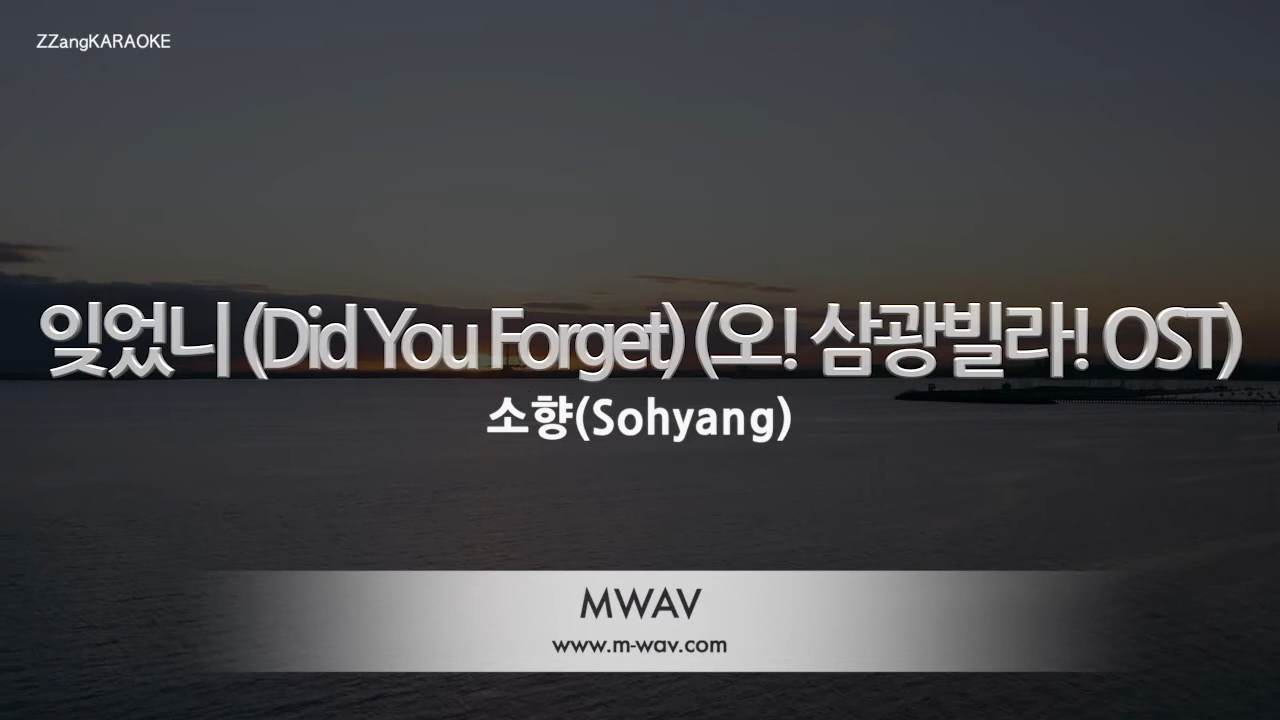 ZZangKARAOKE
잊었니 (Did You Forget) (오! 삼광빌라! OST)
소향(Sohyang)
MWAV
www.m-wav.com